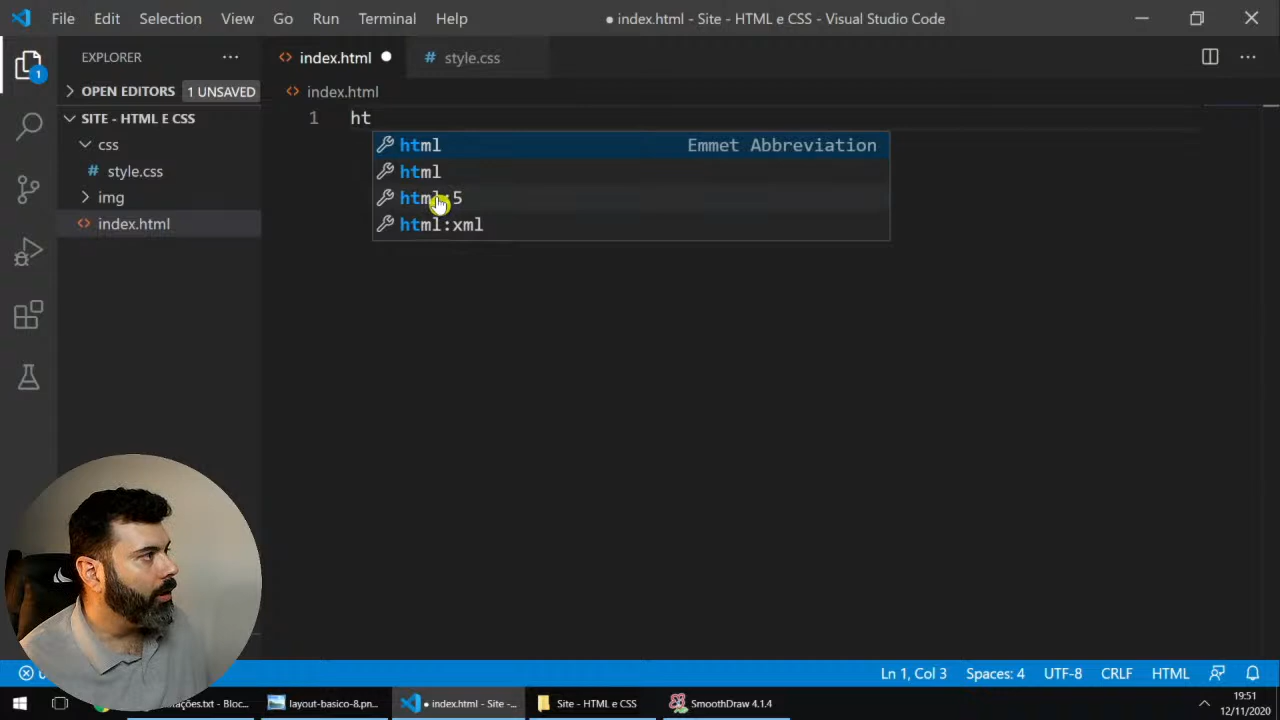 File Edit Selection View Go Run Terminal Help ● index.html - Site - HTML e CSS - Visual Studio Code
EXPLORER ··· <> index.html ● # style.css ···
OPEN EDITORS 1 UNSAVED <> index.html
SITE - HTML E CSS
1 ht
css
html Emmet Abbreviation
style.css
html
img
html:5
<> index.html
html:xml
1
Ln 1, Col 3 Spaces: 4 UTF-8 CRLF HTML
layout-basico-8.pn... ● index.html - Site -... Site - HTML e CSS SmoothDraw 4.1.4
19:51
12/11/2020